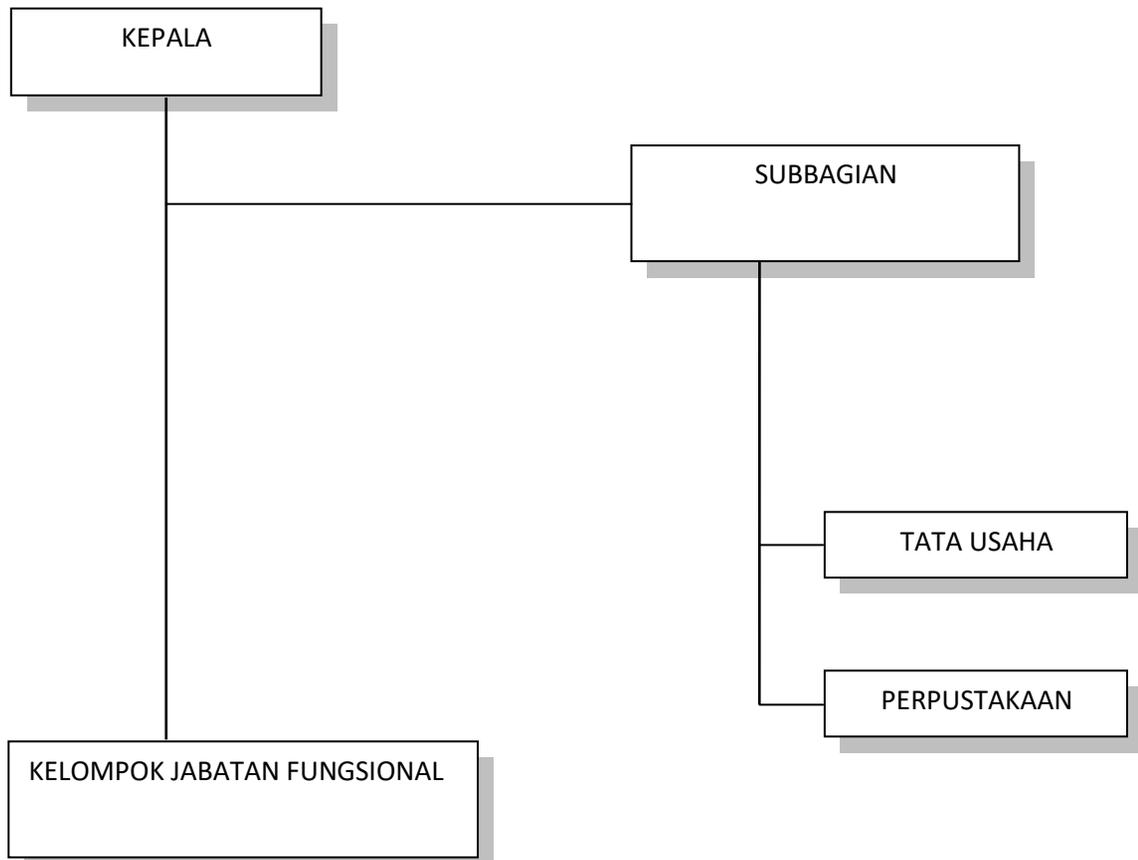 KEPALA
SUBBAGIAN
TATA USAHA
PERPUSTAKAAN
KELOMPOK JABATAN FUNGSIONAL